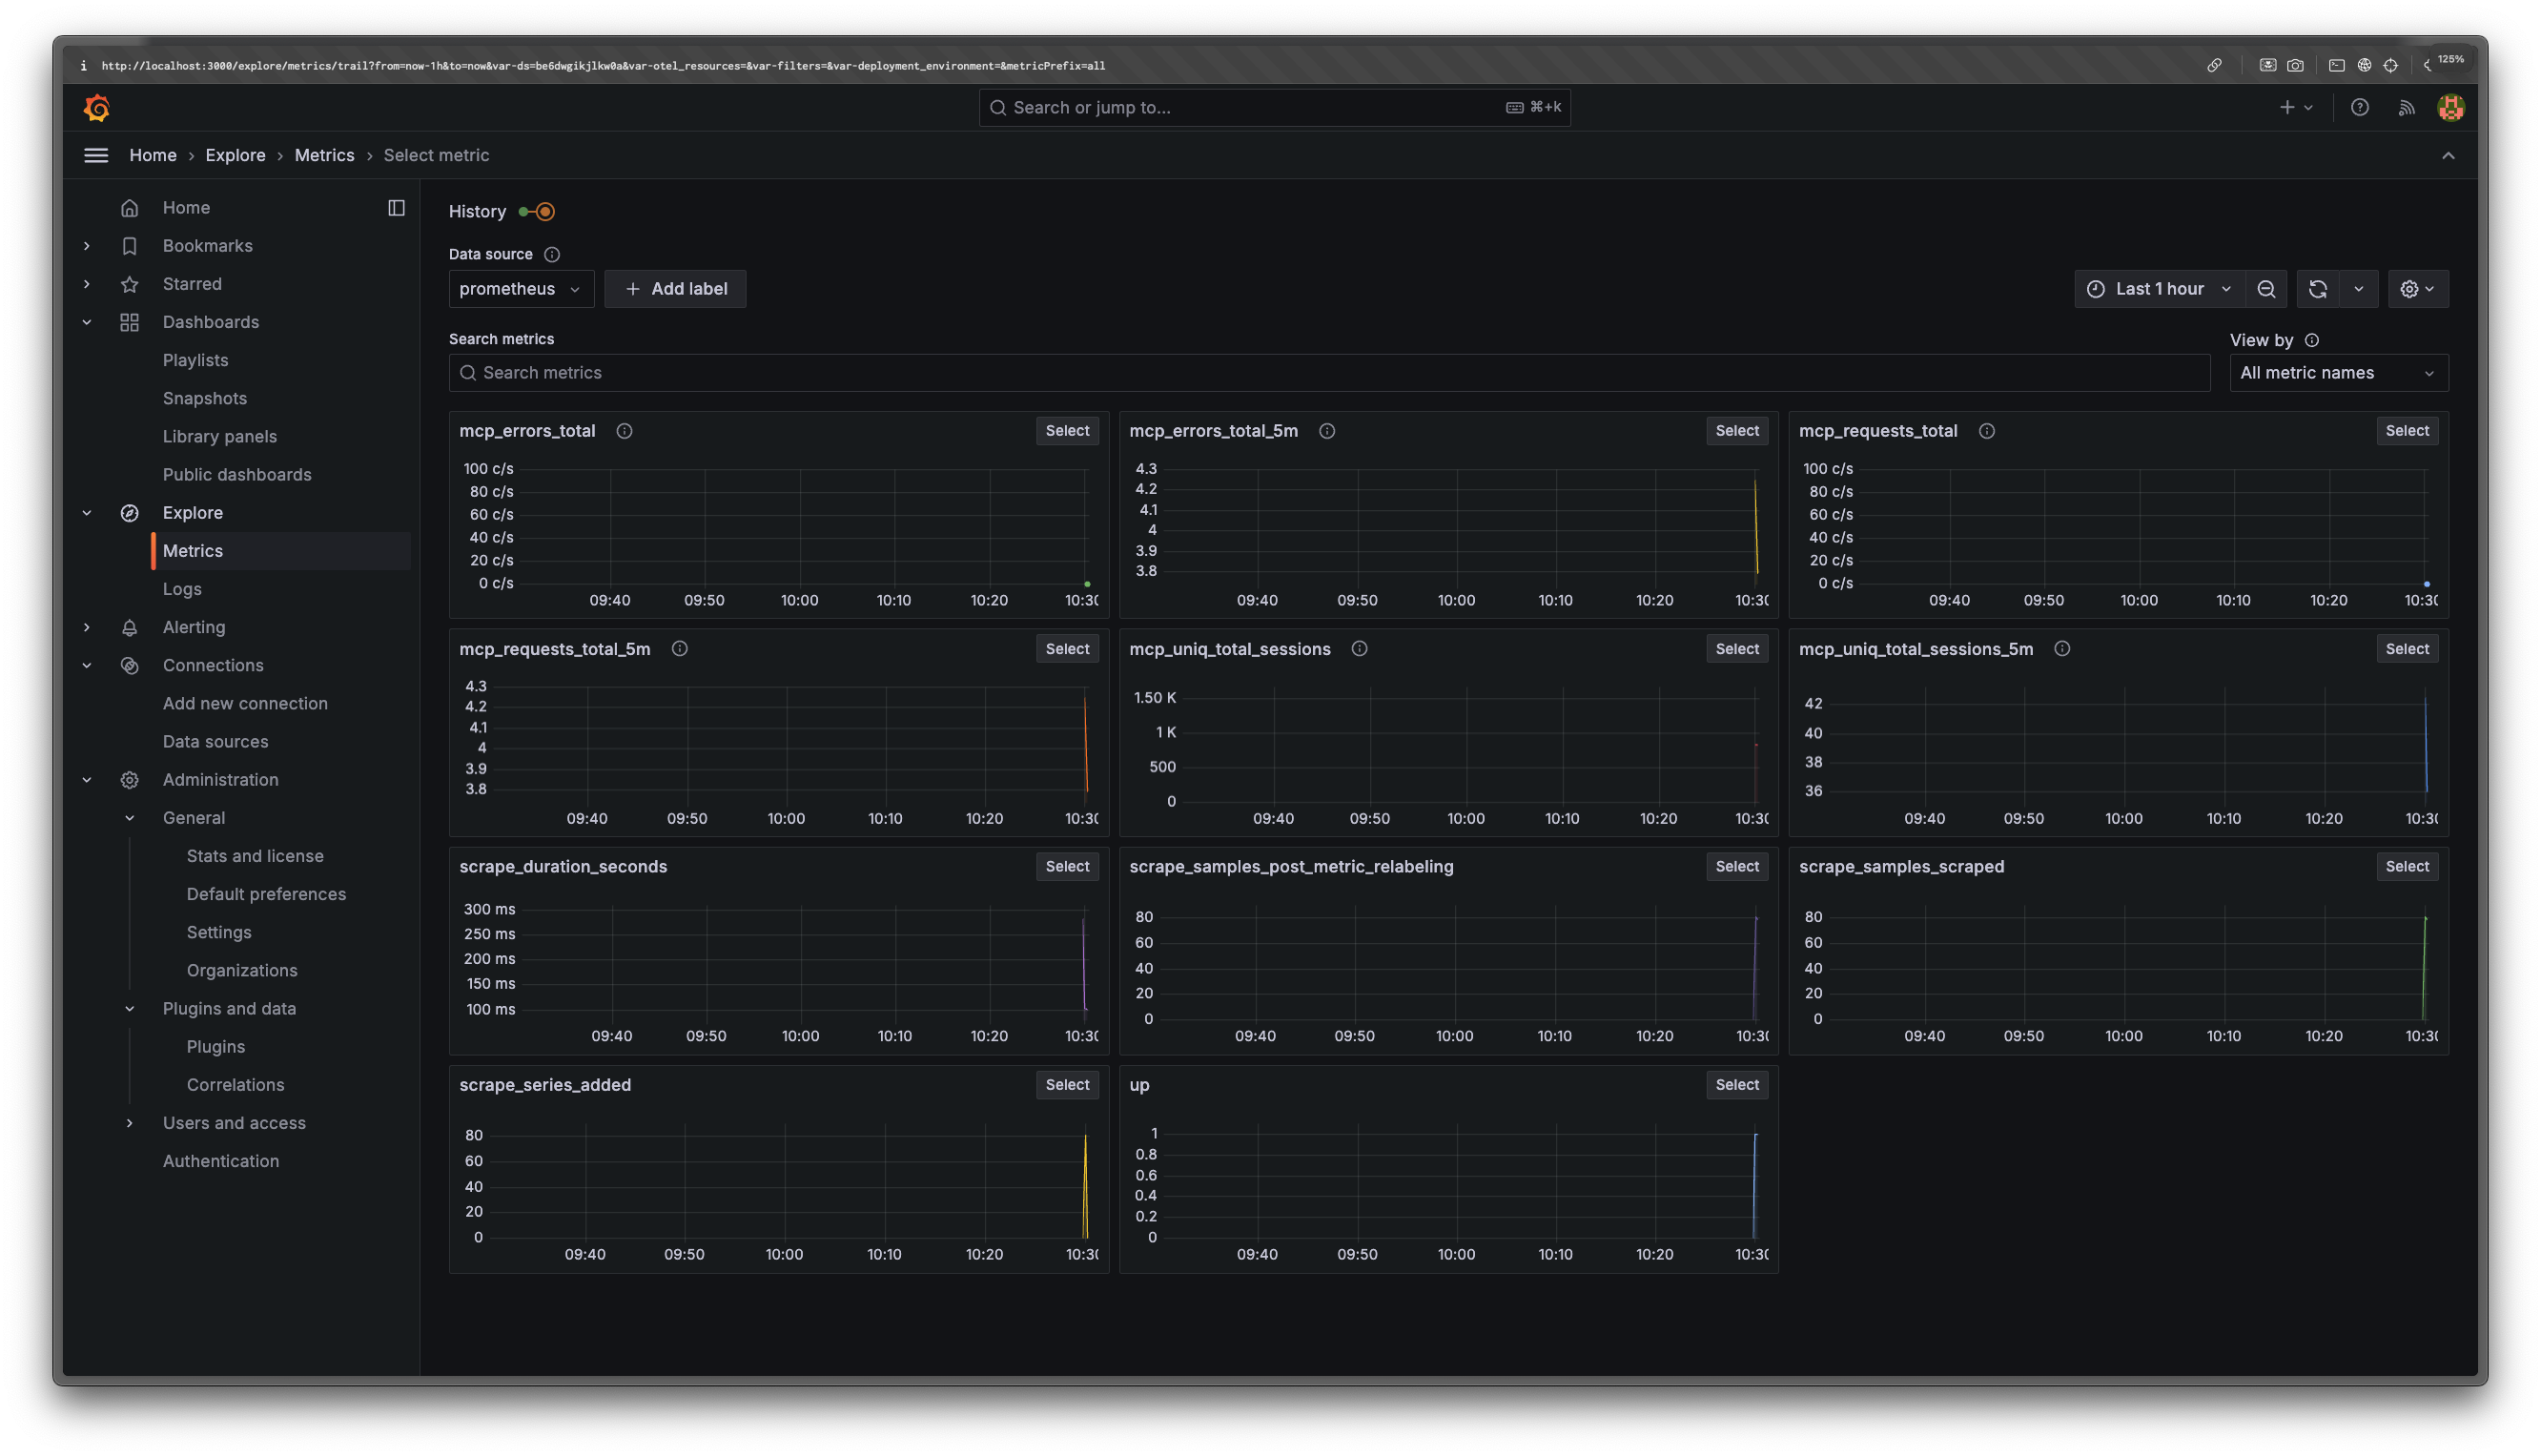 i http://localhost:3000/explore/metrics/trail?from=now-1h&to=now&var-ds=be6dwgikjlkw0a&var-otel_resources=&var-filters=&var-deployment_environment=&metricPrefix=all
125%
Search or jump to... ⌘+k
Home › Explore › Metrics › Select metric
Home
Bookmarks
Starred
Dashboards
Playlists
Snapshots
Library panels
Public dashboards
Explore
Metrics
Logs
Alerting
Connections
Add new connection
Data sources
Administration
General
Stats and license
Default preferences
Settings
Organizations
Plugins and data
Plugins
Correlations
Users and access
Authentication
History
Data source
prometheus + Add label
Last 1 hour
Search metrics
Search metrics
View by
All metric names
mcp_errors_total Select
100 c/s
80 c/s
60 c/s
40 c/s
20 c/s
0 c/s
09:40 09:50 10:00 10:10 10:20 10:30
mcp_errors_total_5m Select
4.3
4.2
4.1
4
3.9
3.8
09:40 09:50 10:00 10:10 10:20 10:30
mcp_requests_total Select
100 c/s
80 c/s
60 c/s
40 c/s
20 c/s
0 c/s
09:40 09:50 10:00 10:10 10:20 10:30
mcp_requests_total_5m Select
4.3
4.2
4.1
4
3.9
3.8
09:40 09:50 10:00 10:10 10:20 10:30
mcp_uniq_total_sessions Select
1.50 K
1 K
500
0
09:40 09:50 10:00 10:10 10:20 10:30
mcp_uniq_total_sessions_5m Select
42
40
38
36
09:40 09:50 10:00 10:10 10:20 10:30
scrape_duration_seconds Select
300 ms
250 ms
200 ms
150 ms
100 ms
09:40 09:50 10:00 10:10 10:20 10:30
scrape_samples_post_metric_relabeling Select
80
60
40
20
0
09:40 09:50 10:00 10:10 10:20 10:30
scrape_samples_scraped Select
80
60
40
20
0
09:40 09:50 10:00 10:10 10:20 10:30
scrape_series_added Select
80
60
40
20
0
09:40 09:50 10:00 10:10 10:20 10:30
up Select
1
0.8
0.6
0.4
0.2
0
09:40 09:50 10:00 10:10 10:20 10:30